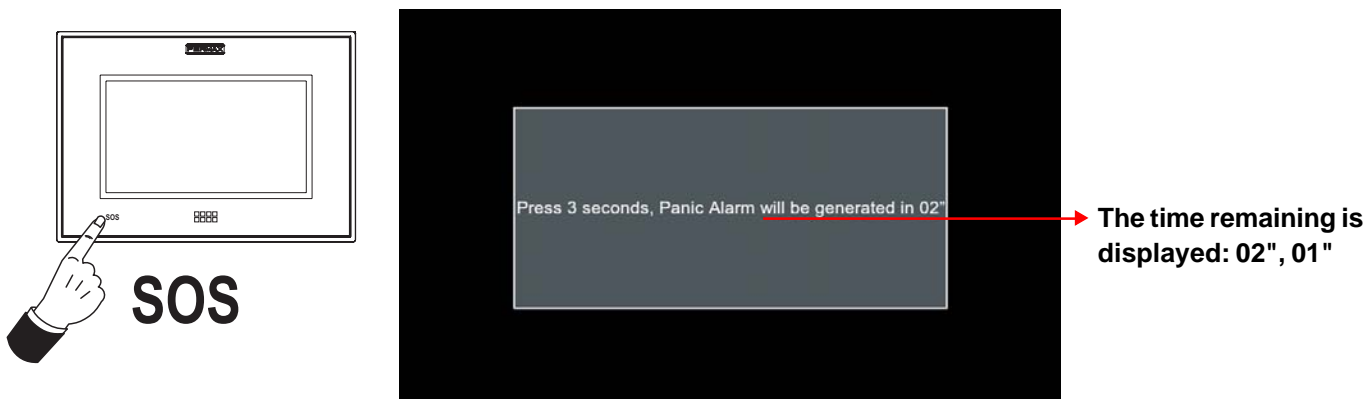 SOS
SOS
Press 3 seconds, Panic Alarm will be generated in 02"
The time remaining is
displayed: 02", 01"